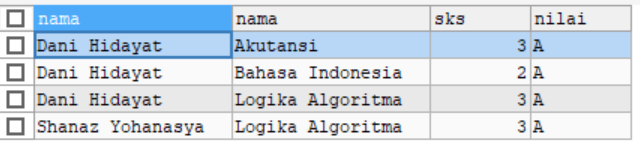 nama nama sks nilai
Dani Hidayat Akutansi 3 A
Dani Hidayat Bahasa Indonesia 2 A
Dani Hidayat Logika Algoritma 3 A
Shanaz Yohanasya Logika Algoritma 3 A